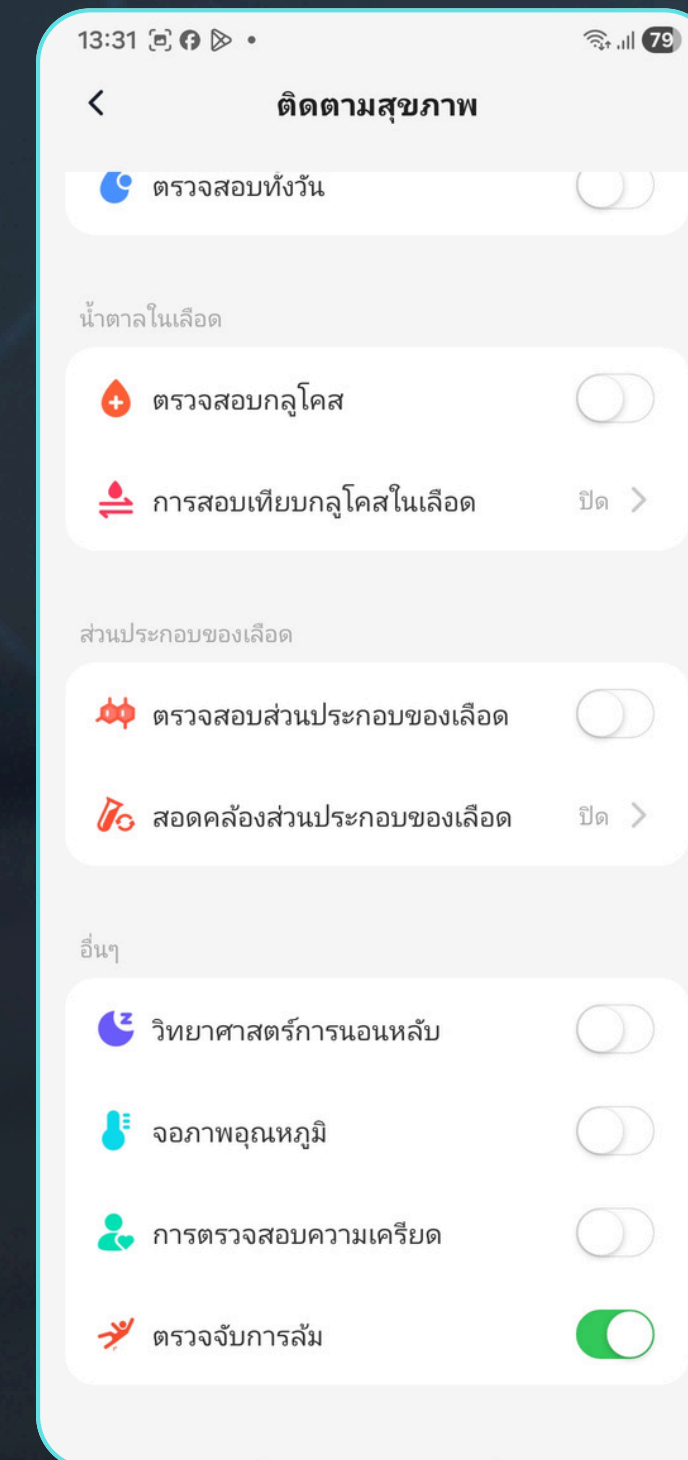 13:31
79
ติดตามสุขภาพ
ตรวจสอบทั้งวัน
น้ำตาลในเลือด
ตรวจสอบกลูโคส
การสอบเทียบกลูโคสในเลือด ปิด
ส่วนประกอบของเลือด
ตรวจสอบส่วนประกอบของเลือด
สอดคล้องส่วนประกอบของเลือด ปิด
อื่นๆ
วิทยาศาสตร์การนอนหลับ
จอภาพอุณหภูมิ
การตรวจสอบความเครียด
ตรวจจับการล้ม